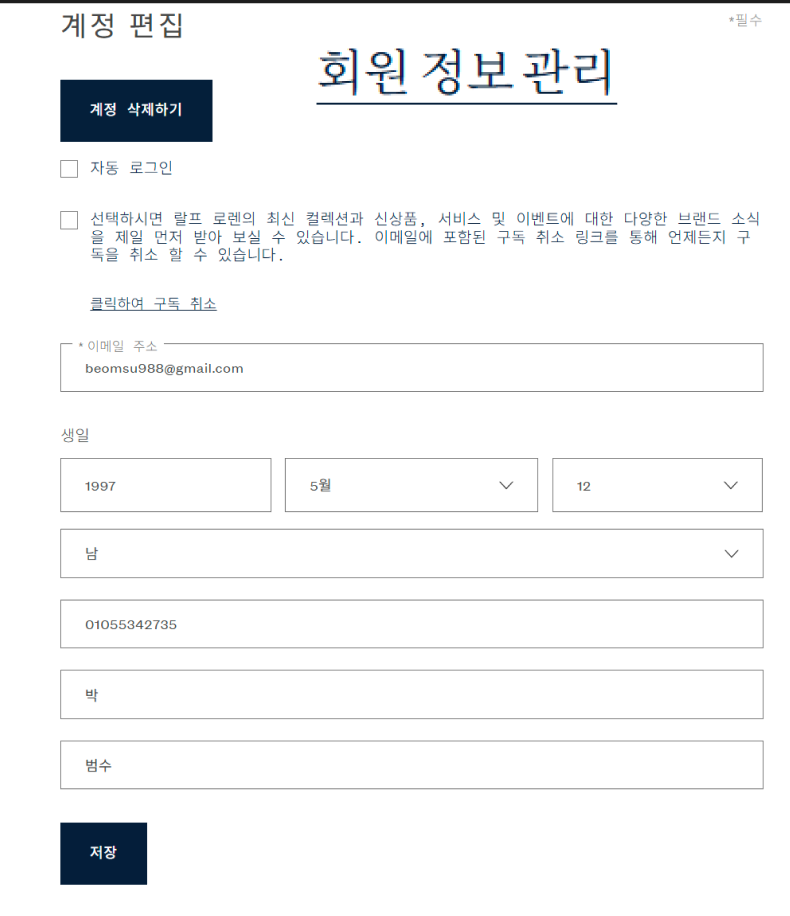 계정 편집
*필수
회원 정보 관리
계정 삭제하기
자동 로그인
선택하시면 랄프 로렌의 최신 컬렉션과 신상품, 서비스 및 이벤트에 대한 다양한 브랜드 소식
을 제일 먼저 받아 보실 수 있습니다. 이메일에 포함된 구독 취소 링크를 통해 언제든지 구
독을 취소 할 수 있습니다.
클릭하여 구독 취소
* 이메일 주소
beomsu988@gmail.com
생일
1997
5월
12
남
01055342735
박
범수
저장